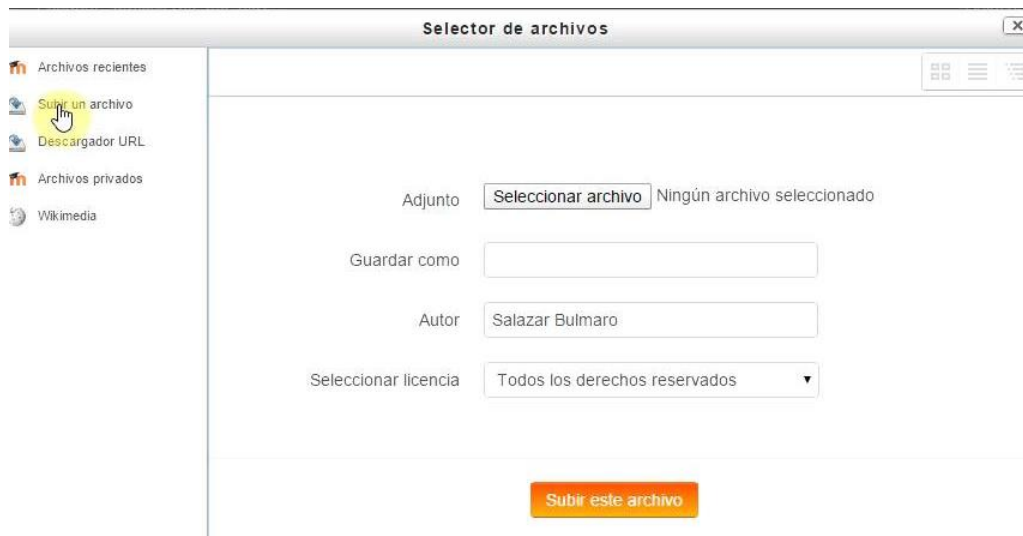 Selector de archivos
Archivos recientes
Subir un archivo
Descargador URL
Archivos privados
Wikimedia
Adjunto Seleccionar archivo Ningún archivo seleccionado
Guardar como
Autor Salazar Bulmaro
Seleccionar licencia Todos los derechos reservados
Subir este archivo